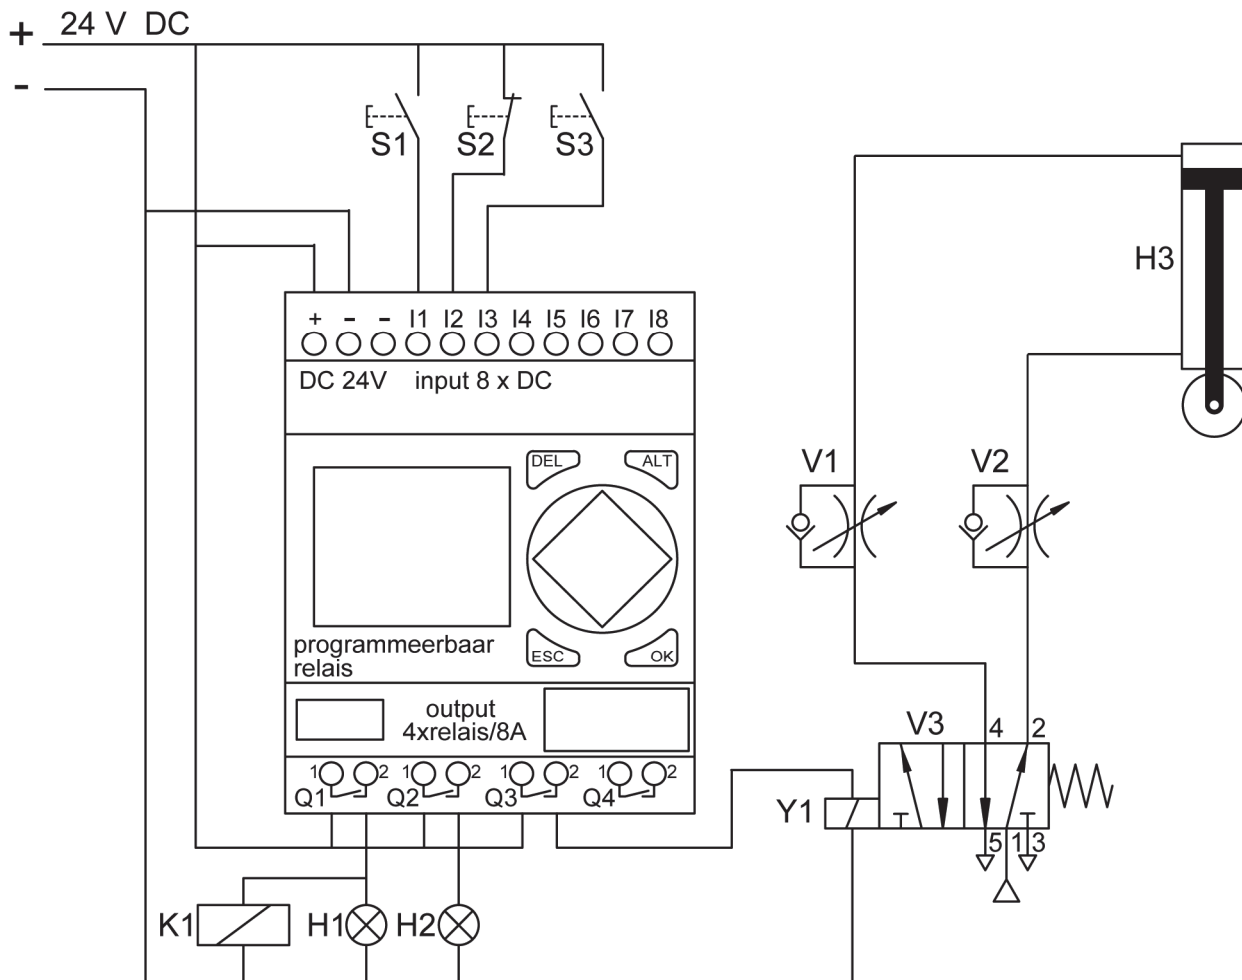 + 24 V DC
-
S1 S2 S3
H3
+ - - I1 I2 I3 I4 I5 I6 I7 I8
DC 24V input 8 x DC
DEL ALT
V1 V2
programmeerbaar
relais
ESC OK
output
4xrelais/8A
V3 4 2
1 2 1 2 1 2 1 2
Q1 Q2 Q3 Q4
Y1
5 1 3
K1 H1 H2